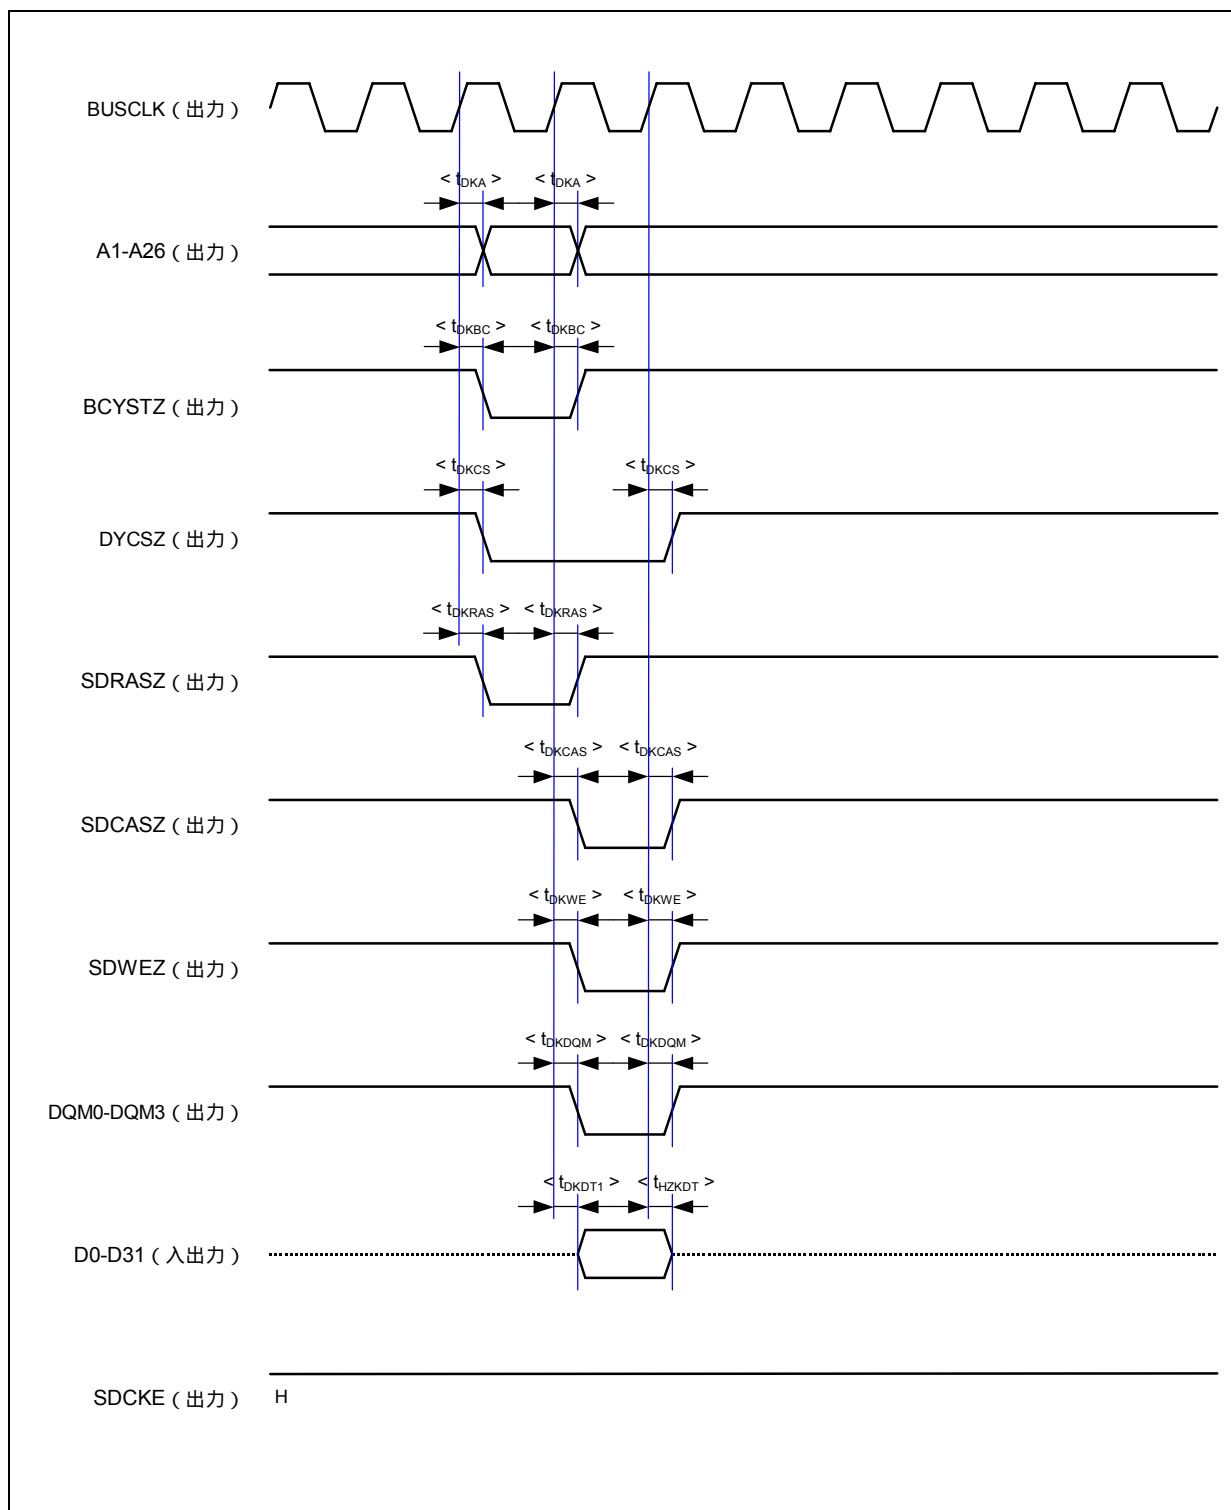 BUSCLK（出力）
< tDKA > < tDKA >
A1-A26（出力）
< tDKBC > < tDKBC >
BCYSTZ（出力）
< tDKCS > < tDKCS >
DYCSZ（出力）
< tDKRAS > < tDKRAS >
SDRASZ（出力）
< tDKCAS > < tDKCAS >
SDCASZ（出力）
< tDKWE > < tDKWE >
SDWEZ（出力）
< tDKDQM > < tDKDQM >
DQM0-DQM3（出力）
< tDKDT1 > < tHZKDT >
D0-D31（入出力）
SDCKE（出力） H